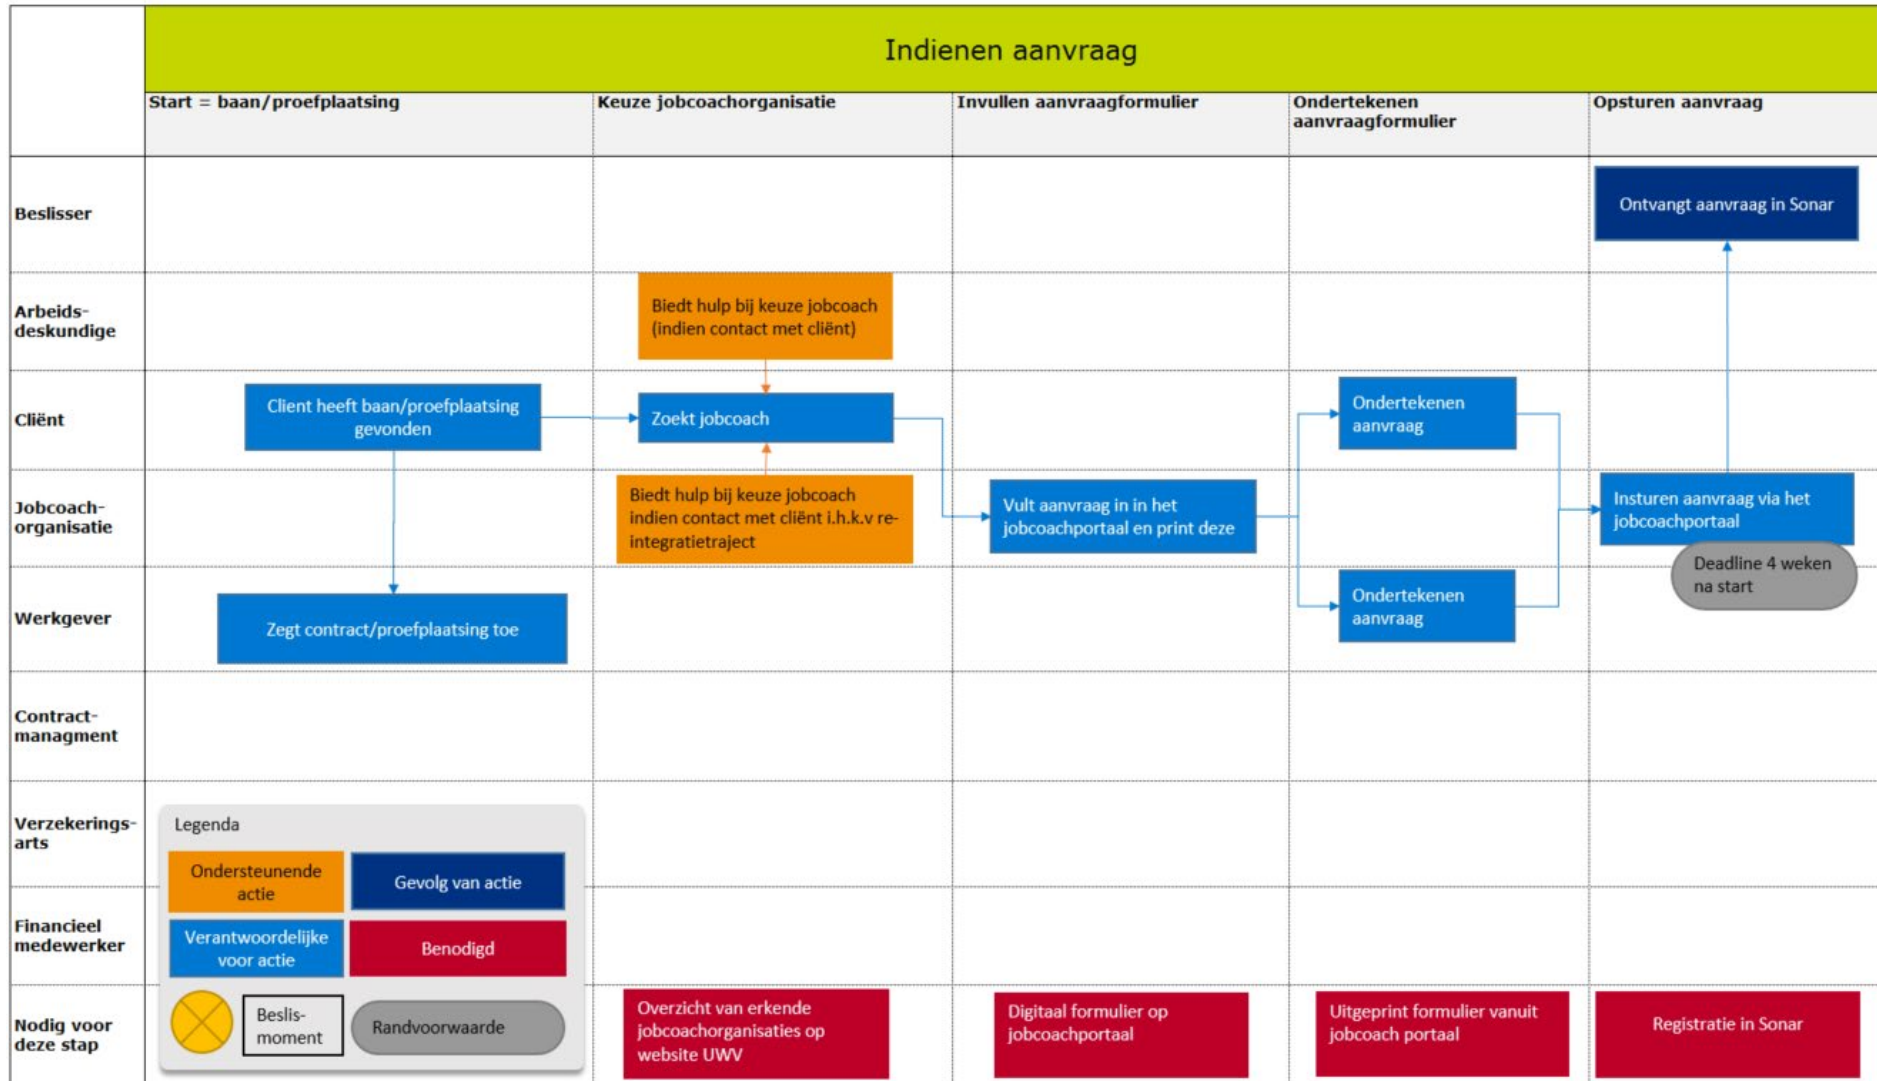 Indienen aanvraag
Start = baan/proefplaatsing
Keuze jobcoachorganisatie
Invullen aanvraagformulier
Ondertekenen
aanvraagformulier
Opsturen aanvraag
Beslisser
Ontvangt aanvraag in Sonar
Arbeids-
deskundige
Biedt hulp bij keuze jobcoach
(indien contact met cliënt)
Cliënt
Client heeft baan/proefplaatsing
gevonden
Zoekt jobcoach
Ondertekenen
aanvraag
Jobcoach-
organisatie
Biedt hulp bij keuze jobcoach
indien contact met cliënt i.h.k.v re-
integratietraject
Vult aanvraag in in het
jobcoachportaal en print deze
Insturen aanvraag via het
jobcoachportaal
Deadline 4 weken
na start
Werkgever
Zegt contract/proefplaatsing toe
Ondertekenen
aanvraag
Contract-
managment
Verzekerings-
arts
Legenda
Ondersteunende
actie
Gevolg van actie
Verantwoordelijke
voor actie
Benodigd
Beslis-
moment
Randvoorwaarde
Financieel
medewerker
Nodig voor
deze stap
Overzicht van erkende
jobcoachorganisaties op
website UWV
Digitaal formulier op
jobcoachportaal
Uitgeprint formulier vanuit
jobcoach portaal
Registratie in Sonar